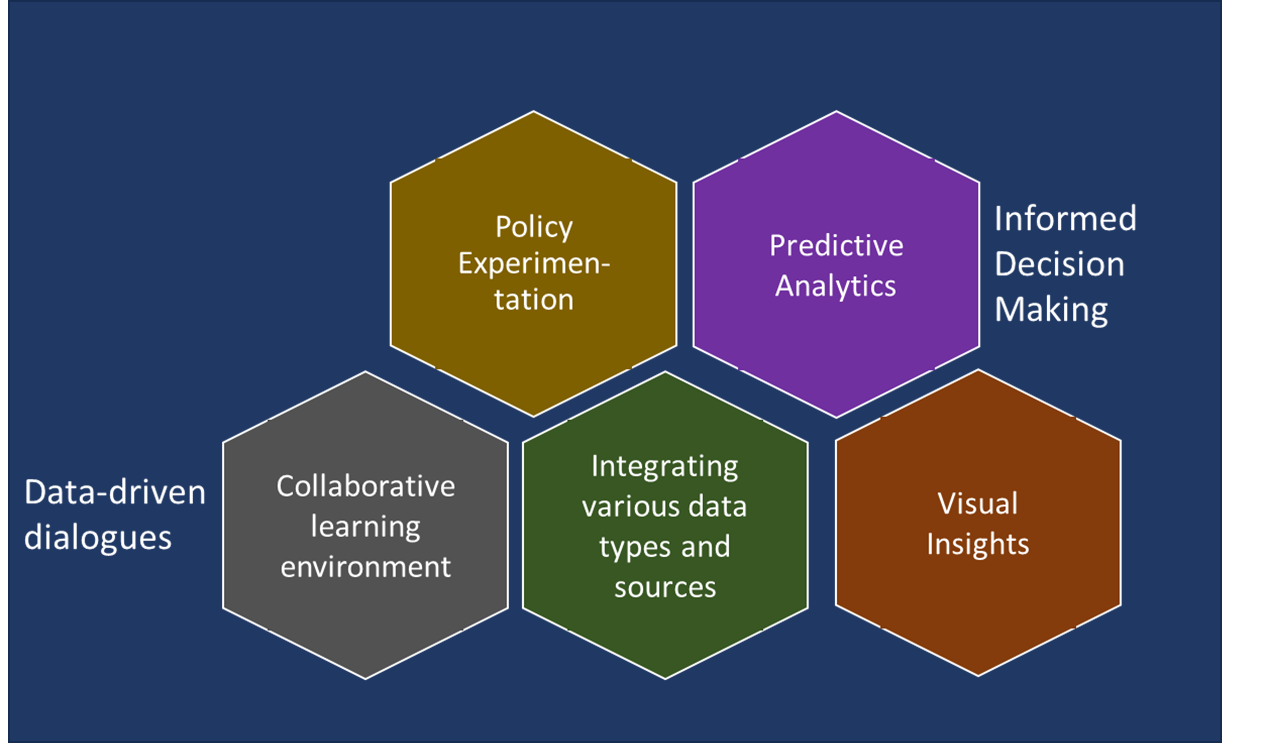 Policy
Experimen-
tation
Predictive
Analytics
Informed
Decision
Making
Data-driven
dialogues
Collaborative
learning
environment
Integrating
various data
types and
sources
Visual
Insights